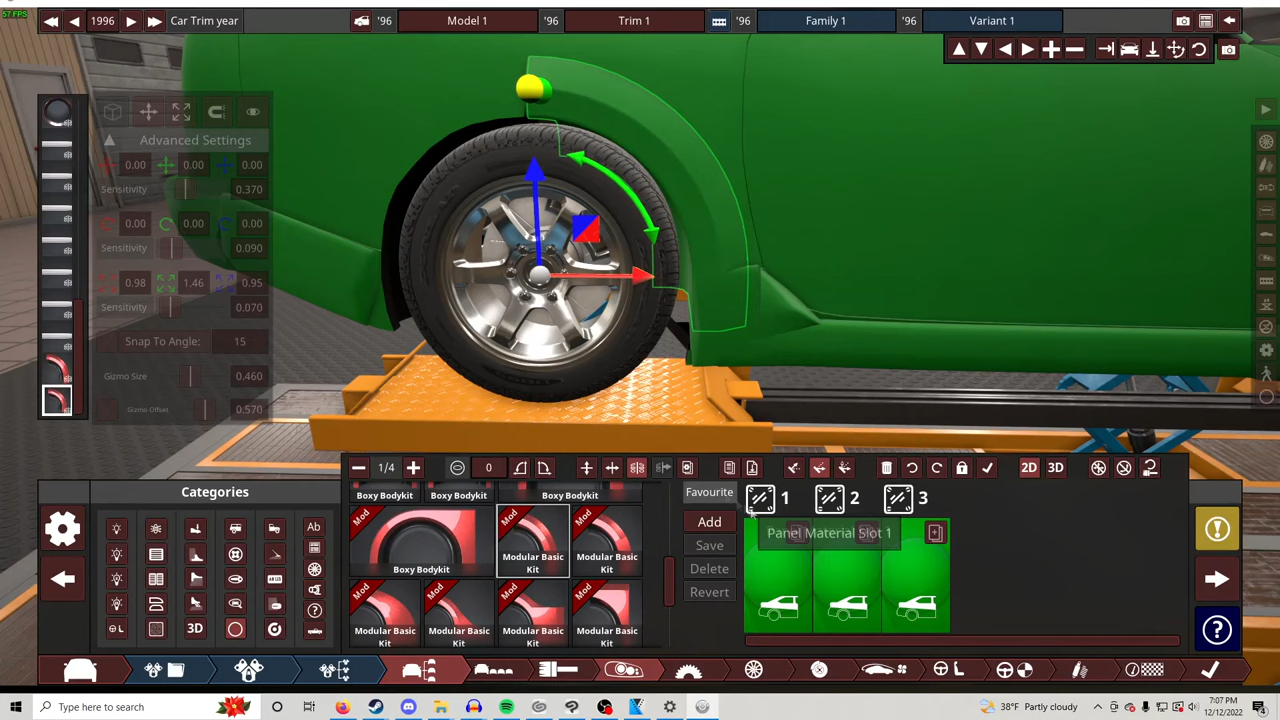 57 FPS
1996 Car Trim year
'96 Model 1
'96 Trim 1
'96 Family 1
'96 Variant 1
Advanced Settings
0.00 0.00 0.00
Sensitivity 0.370
0.00 0.00 0.00
Sensitivity 0.090
0.98 1.46 0.95
Sensitivity 0.070
Snap To Angle: 15
Gizmo Size 0.460
Gizmo Offset 0.570
1/4 0 2D 3D
Categories
Ab
3D
L
Boxy Bodykit Boxy Bodykit Boxy Bodykit
Mod Boxy Bodykit
Mod Modular Basic Kit
Mod Modular Basic Kit
Mod Modular Basic Kit
Mod Modular Basic Kit
Mod Modular Basic Kit
Mod Modular Basic Kit
Favourite
Add
Save
Delete
Revert
1 2 3
Panel Material Slot 1
Type here to search
38°F Partly cloudy
7:07 PM
12/12/2022
4